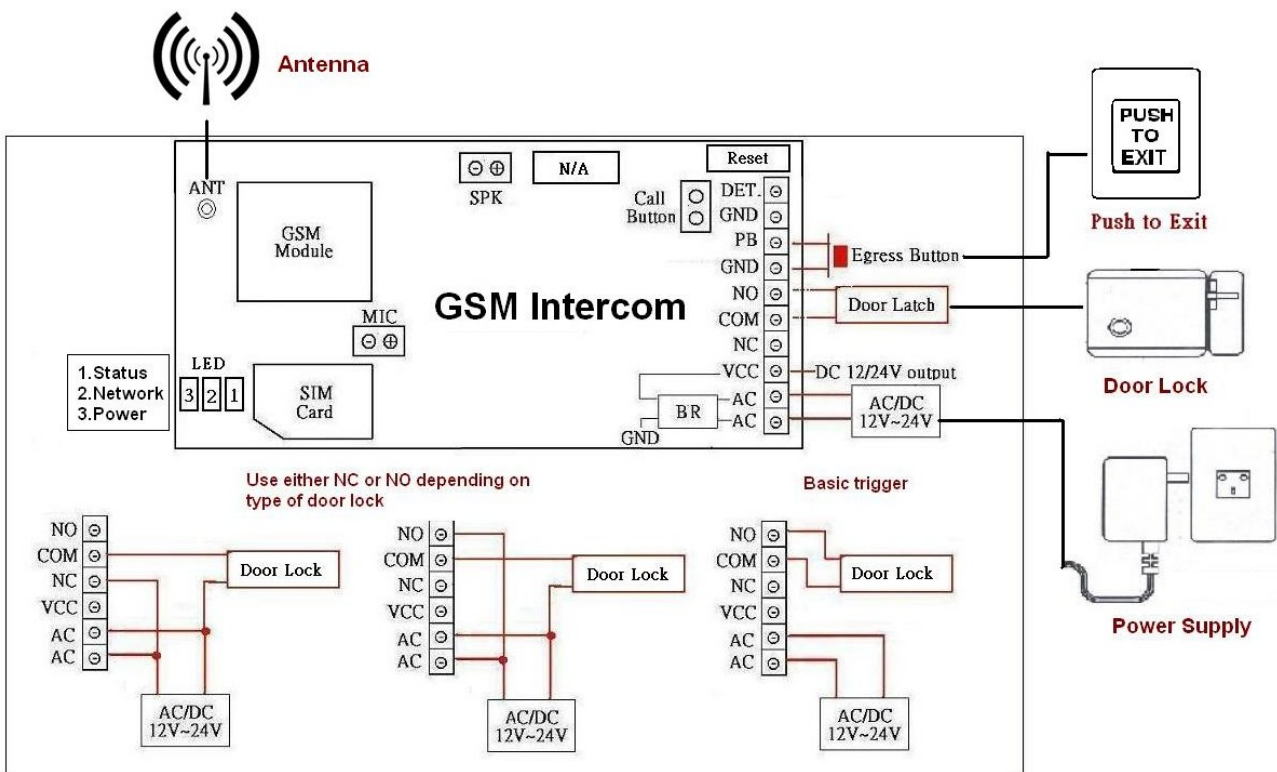 Antenna
ANT
GSM
Module
SPK
N/A
Reset
Call
Button
DET.
GND
PB
GND
NO
COM
NC
VCC
AC
AC
Egress Button
Door Latch
DC 12/24V output
AC/DC
12V~24V
BR
GND
GSM Intercom
MIC
LED
3 2 1
SIM
Card
1.Status
2.Network
3.Power
PUSH
TO
EXIT
Push to Exit
Door Lock
Power Supply
Use either NC or NO depending on
type of door lock
Basic trigger
NO
COM
NC
VCC
AC
AC
Door Lock
AC/DC
12V~24V
NO
COM
NC
VCC
AC
AC
Door Lock
AC/DC
12V~24V
NO
COM
NC
VCC
AC
AC
Door Lock
AC/DC
12V~24V